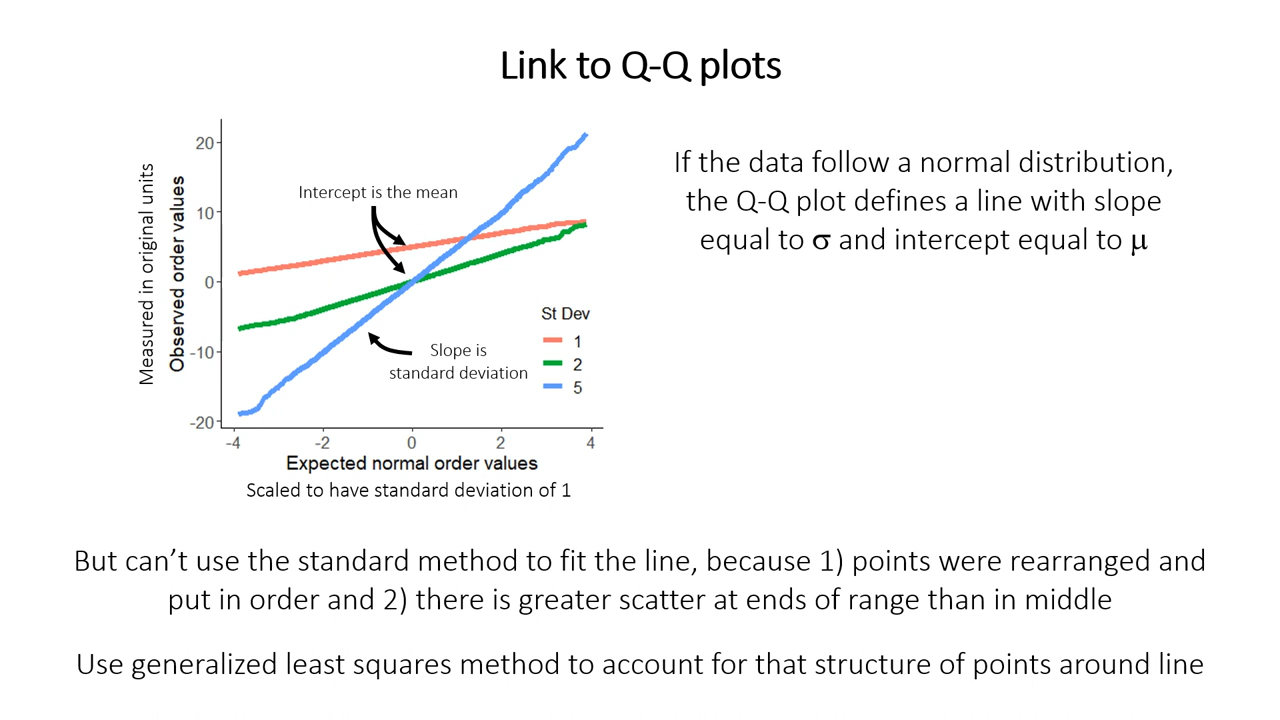 Link to Q-Q plots
Measured in original units
Observed order values
20
10
0
-10
-20
Intercept is the mean
Slope is
standard deviation
St Dev
1
2
5
-4
-2
0
2
4
Expected normal order values
Scaled to have standard deviation of 1
If the data follow a normal distribution,
the Q-Q plot defines a line with slope
equal to σ and intercept equal to μ
But can’t use the standard method to fit the line, because 1) points were rearranged and
put in order and 2) there is greater scatter at ends of range than in middle
Use generalized least squares method to account for that structure of points around line